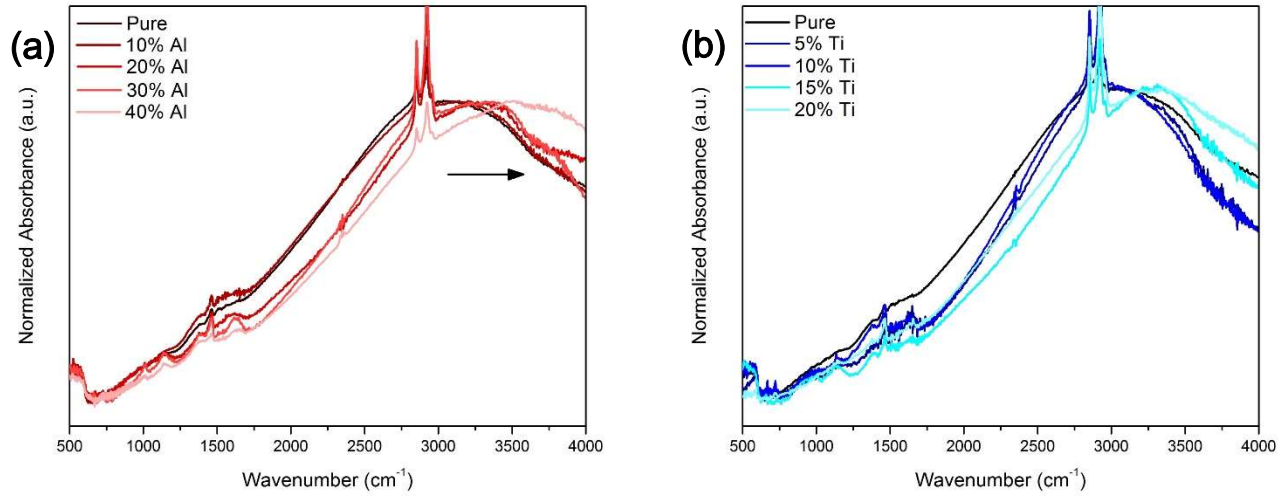 (a)
Pure
10% Al
20% Al
30% Al
40% Al
Normalized Absorbance (a.u.)
500 1000 1500 2000 2500 3000 3500 4000
Wavenumber (cm⁻¹)
(b)
Pure
5% Ti
10% Ti
15% Ti
20% Ti
Normalized Absorbance (a.u.)
500 1000 1500 2000 2500 3000 3500 4000
Wavenumber (cm⁻¹)